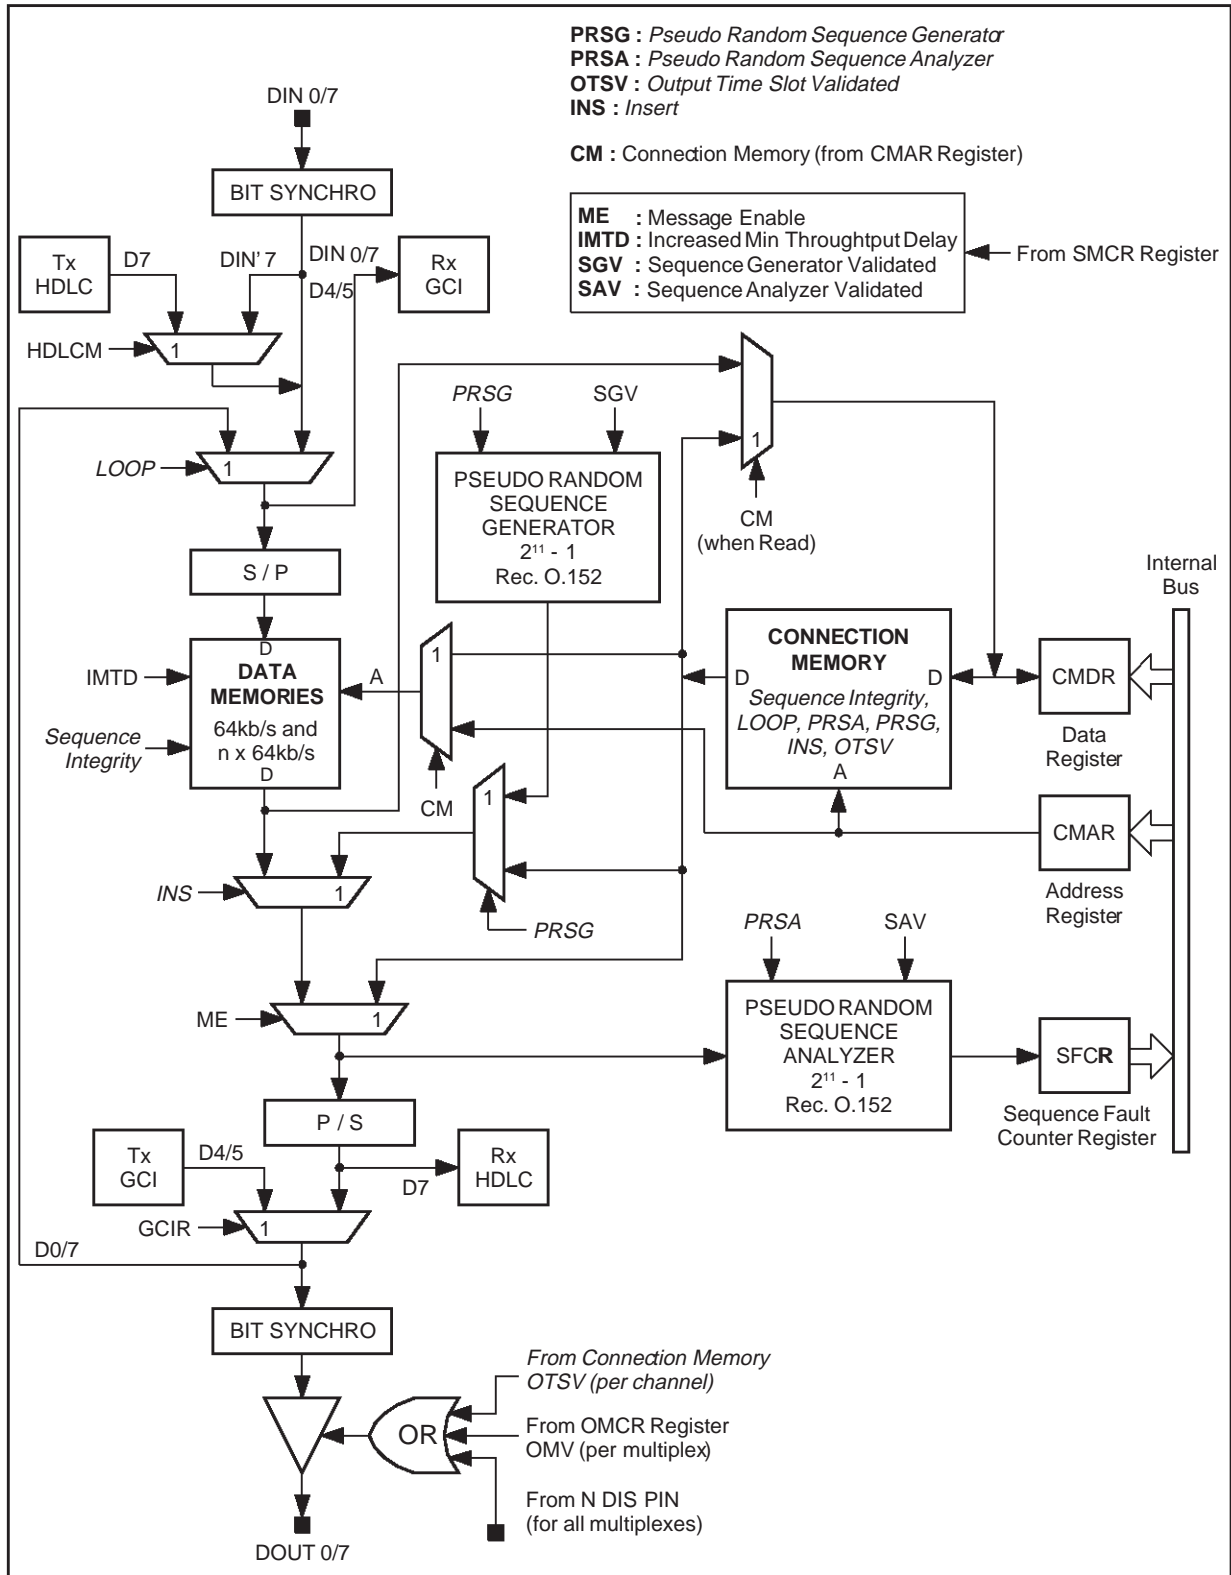 PRSG : Pseudo Random Sequence Generator
PRSA : Pseudo Random Sequence Analyzer
OTSV : Output Time Slot Validated
INS : Insert
CM : Connection Memory (from CMAR Register)
ME : Message Enable
IMTD : Increased Min Throughtput Delay
SGV : Sequence Generator Validated
SAV : Sequence Analyzer Validated
From SMCR Register
DIN 0/7
BIT SYNCHRO
Tx
HDLC
D7
DIN' 7
DIN 0/7
D4/5
Rx
GCI
HDLCM
1
LOOP
1
S / P
PRSG
SGV
PSEUDO RANDOM
SEQUENCE
GENERATOR
2¹¹ - 1
Rec. O.152
1
CM
(when Read)
Internal
Bus
IMTD
Sequence
Integrity
D
DATA
MEMORIES
64kb/s and
n x 64kb/s
D
A
1
CM
CONNECTION
MEMORY
D
D
Sequence Integrity,
LOOP, PRSA, PRSG,
INS, OTSV
A
CMDR
Data
Register
CMAR
Address
Register
1
PRSG
INS
1
ME
1
PRSA
SAV
PSEUDO RANDOM
SEQUENCE
ANALYZER
2¹¹ - 1
Rec. O.152
SFCR
Sequence Fault
Counter Register
P / S
Tx
GCI
D4/5
D7
Rx
HDLC
GCIR
1
D0/7
BIT SYNCHRO
OR
From Connection Memory
OTSV (per channel)
From OMCR Register
OMV (per multiplex)
From N DIS PIN
(for all multiplexes)
DOUT 0/7